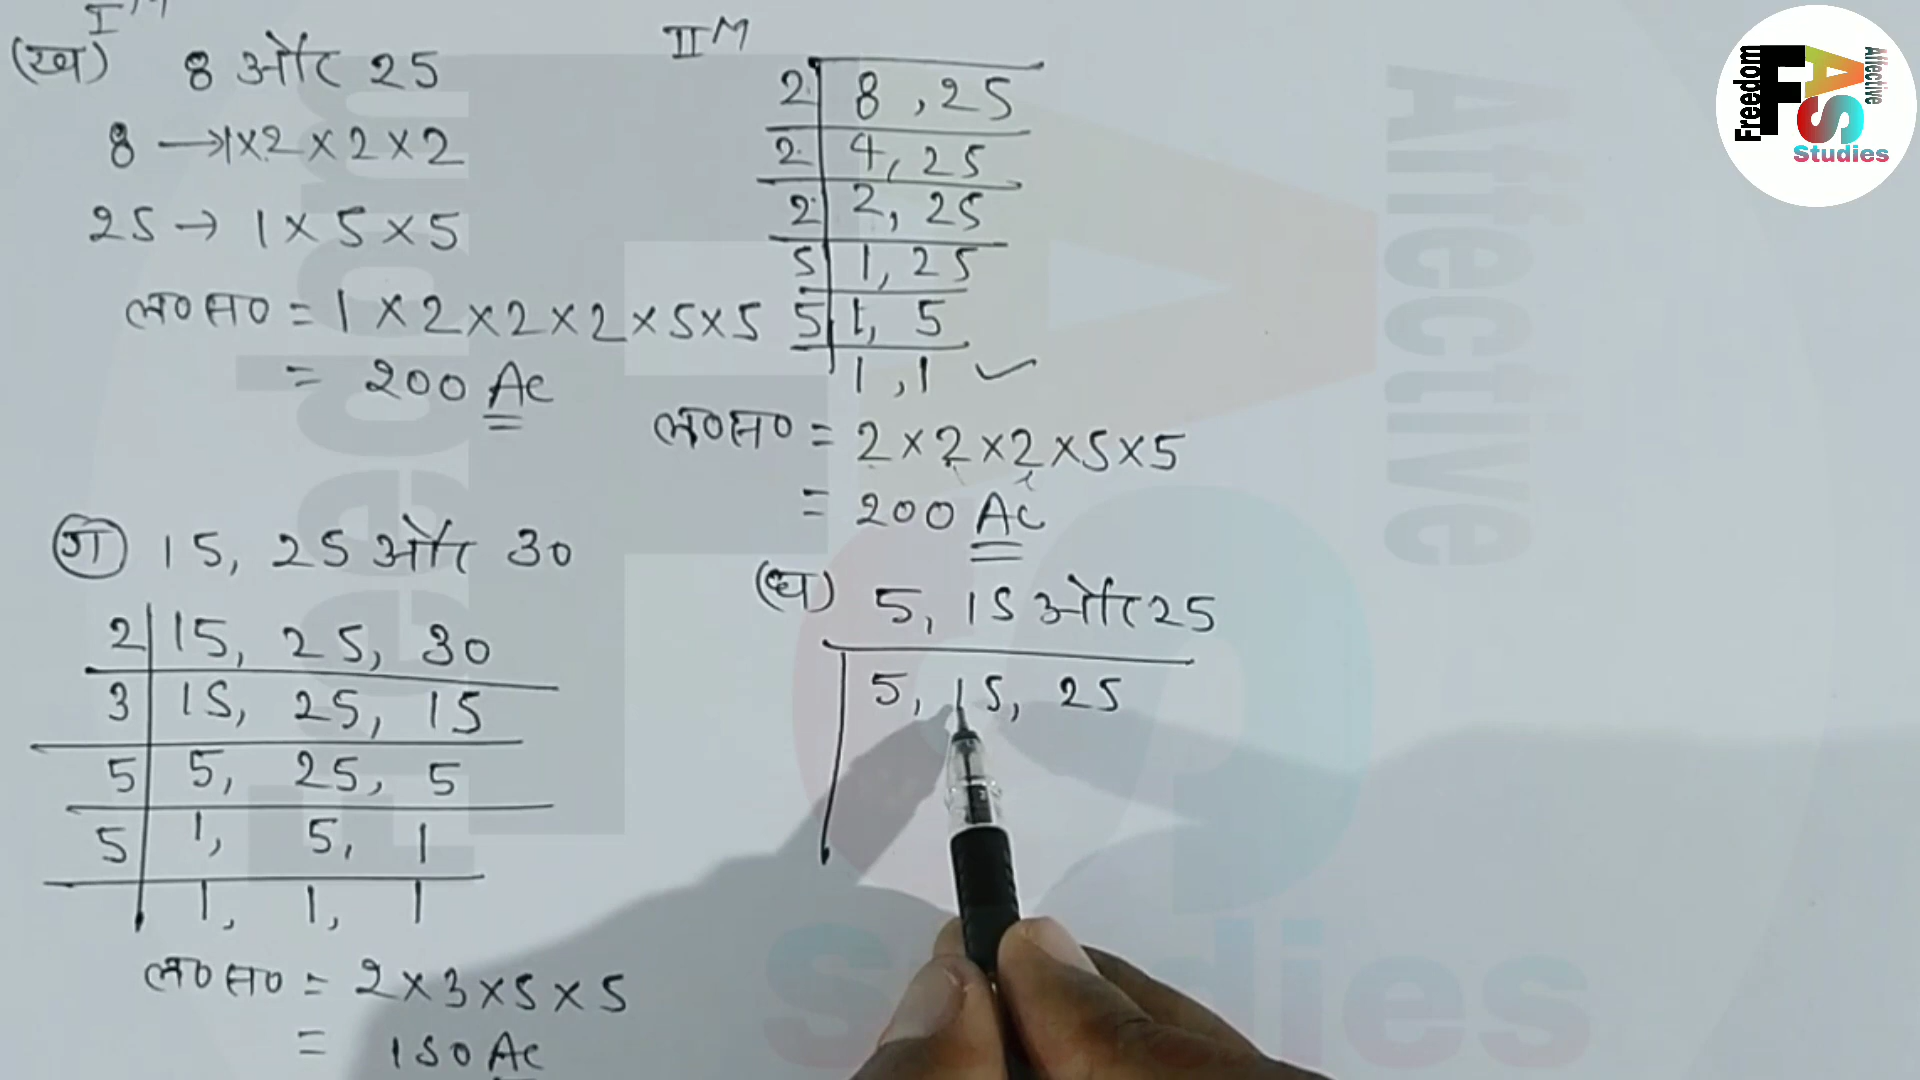 I M
(ख) 8 और 25
8 → 1×2×2×2
25 → 1×5×5
ल०स० = 1×2×2×2×5×5
= 200 Ac
II M
2 | 8, 25
2 | 4, 25
2 | 2, 25
5 | 1, 25
5 | 1, 5
1, 1 ✓
ल०स० = 2×2×2×5×5
= 200 Ac
(ग) 15, 25 और 30
2 | 15, 25, 30
3 | 15, 25, 15
5 | 5, 25, 5
5 | 1, 5, 1
1, 1, 1
ल०स० = 2×3×5×5
= 150 Ac
(घ) 5, 15 और 25
5, 15, 25
Freedom
FAS
Affective
Studies
Freedom
Affective
Studies